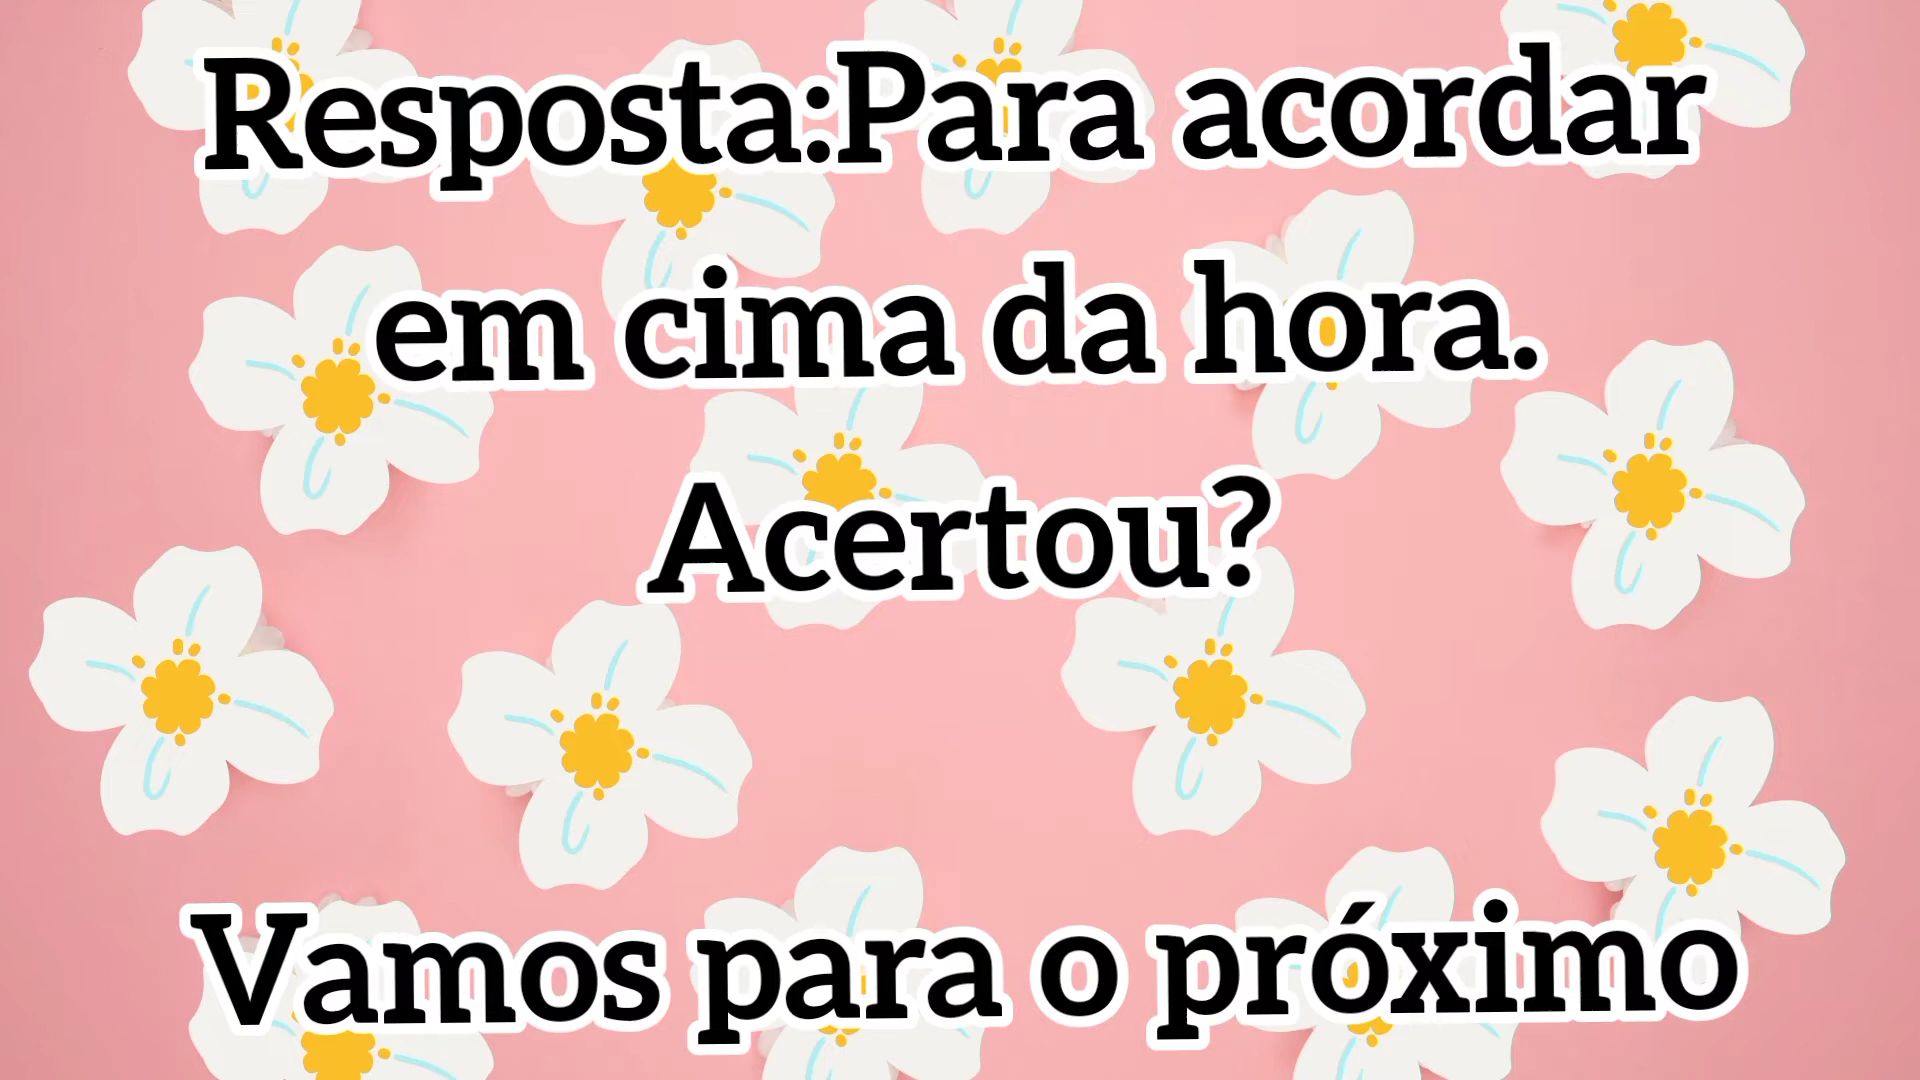 Resposta:Para acordar
em cima da hora.
Acertou?
Vamos para o próximo